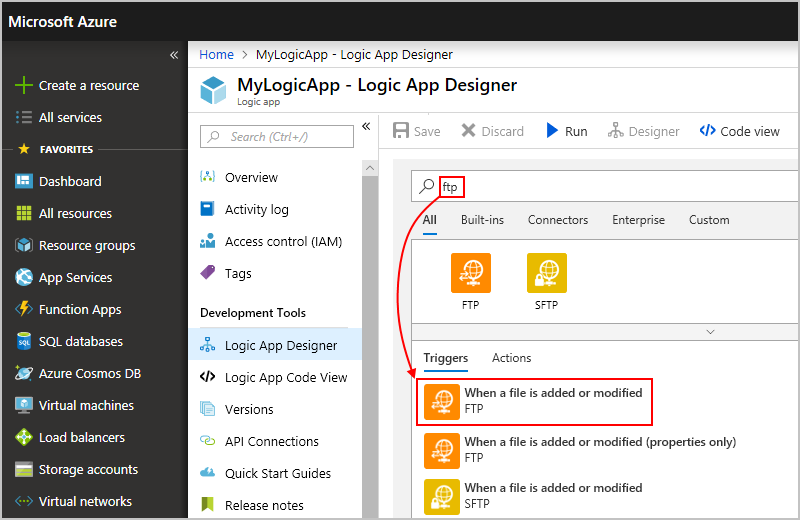 Microsoft Azure
Create a resource
All services
FAVORITES
Dashboard
All resources
Resource groups
App Services
Function Apps
SQL databases
Azure Cosmos DB
Virtual machines
Load balancers
Storage accounts
Virtual networks
Home > MyLogicApp - Logic App Designer
MyLogicApp - Logic App Designer
Logic app
Search (Ctrl+/)
Overview
Activity log
Access control (IAM)
Tags
Development Tools
Logic App Designer
Logic App Code View
Versions
API Connections
Quick Start Guides
Release notes
Save Discard Run Designer Code view
ftp
All Built-ins Connectors Enterprise Custom
FTP SFTP
Triggers Actions
When a file is added or modified
FTP
When a file is added or modified (properties only)
FTP
When a file is added or modified
SFTP